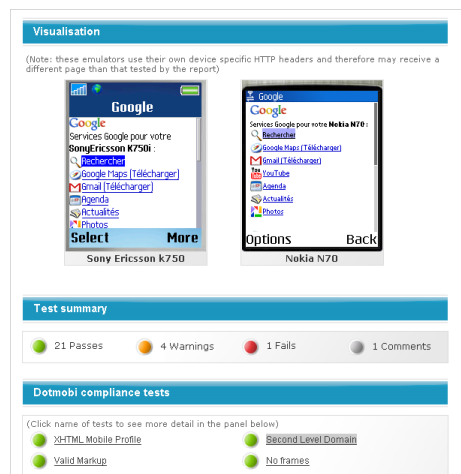 Visualisation
(Note: these emulators use their own device specific HTTP headers and therefore may receive a
different page than that tested by the report)
Google
Google
Services Google pour votre
SonyEricsson K750i :
Rechercher
Google Maps (Télécharger)
Gmail (Télécharger)
Agenda
Actualités
Photos
Select More
Sony Ericsson k750
Google
Google
Services Google pour votre Nokia N70 :
Rechercher
Google Maps (Télécharger)
Gmail (Télécharger)
YouTube
Agenda
Actualités
Photos
Options Back
Nokia N70
Test summary
21 Passes 4 Warnings 1 Fails 1 Comments
Dotmobi compliance tests
(Click name of tests to see more detail in the panel below)
XHTML Mobile Profile Second Level Domain
Valid Markup No frames